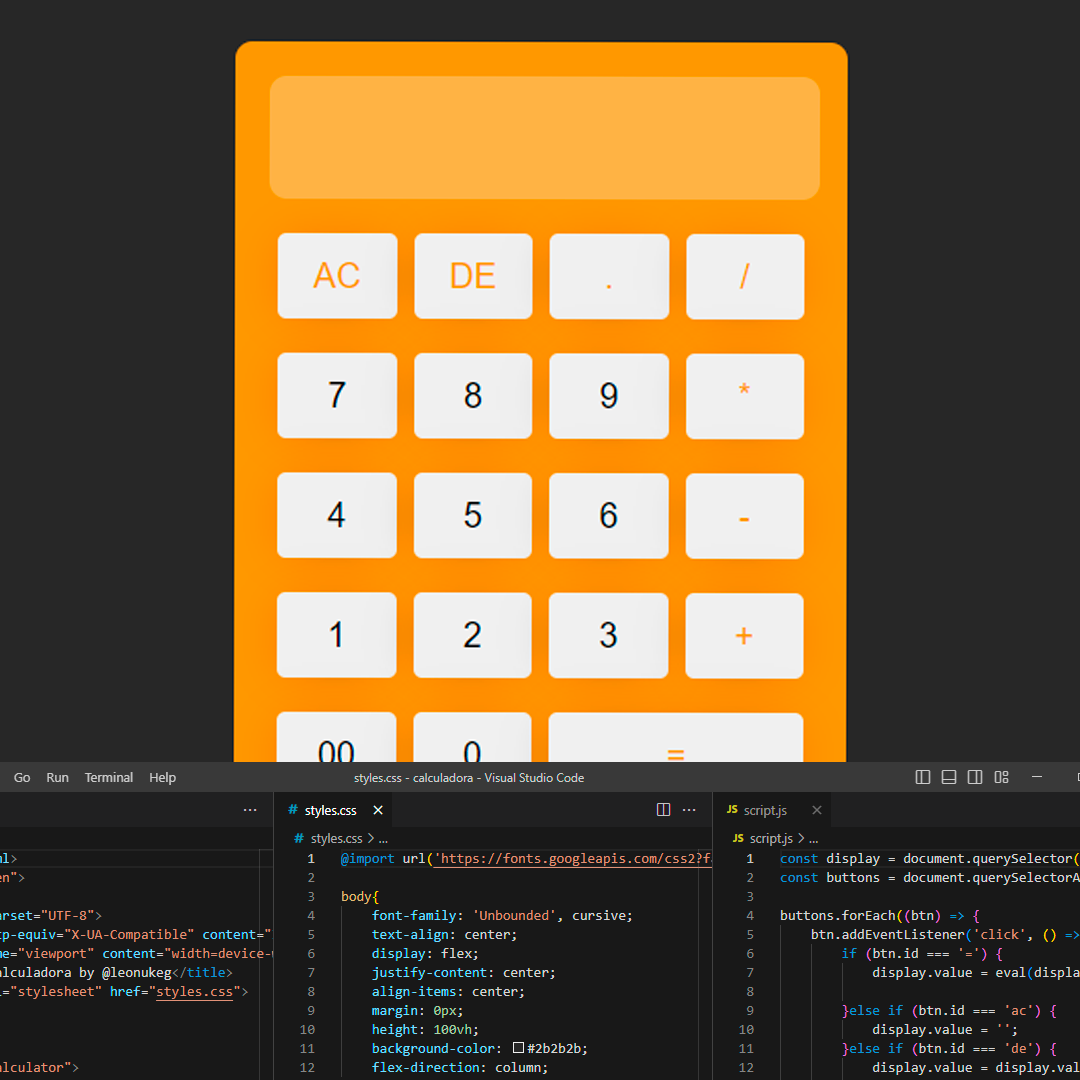 AC DE . /
7 8 9 *
4 5 6 -
1 2 3 +
00 0 =
Go Run Terminal Help
styles.css - calculadora - Visual Studio Code
al>
en">
arset="UTF-8">
tp-equiv="X-UA-Compatible" content="
me="viewport" content="width=device-
alculadora by @leonukeg</title>
="stylesheet" href="styles.css">
alculator">
# styles.css ×
# styles.css > ...
1 @import url('https://fonts.googleapis.com/css2?f
2
3 body{
4 font-family: 'Unbounded', cursive;
5 text-align: center;
6 display: flex;
7 justify-content: center;
8 align-items: center;
9 margin: 0px;
10 height: 100vh;
11 background-color: #2b2b2b;
12 flex-direction: column;
JS script.js ×
JS script.js > ...
1 const display = document.querySelector(
2 const buttons = document.querySelectorA
3
4 buttons.forEach((btn) => {
5 btn.addEventListener('click', () =>
6 if (btn.id === '=') {
7 display.value = eval(displa
8
9 }else if (btn.id === 'ac') {
10 display.value = '';
11 }else if (btn.id === 'de') {
12 display.value = display.val